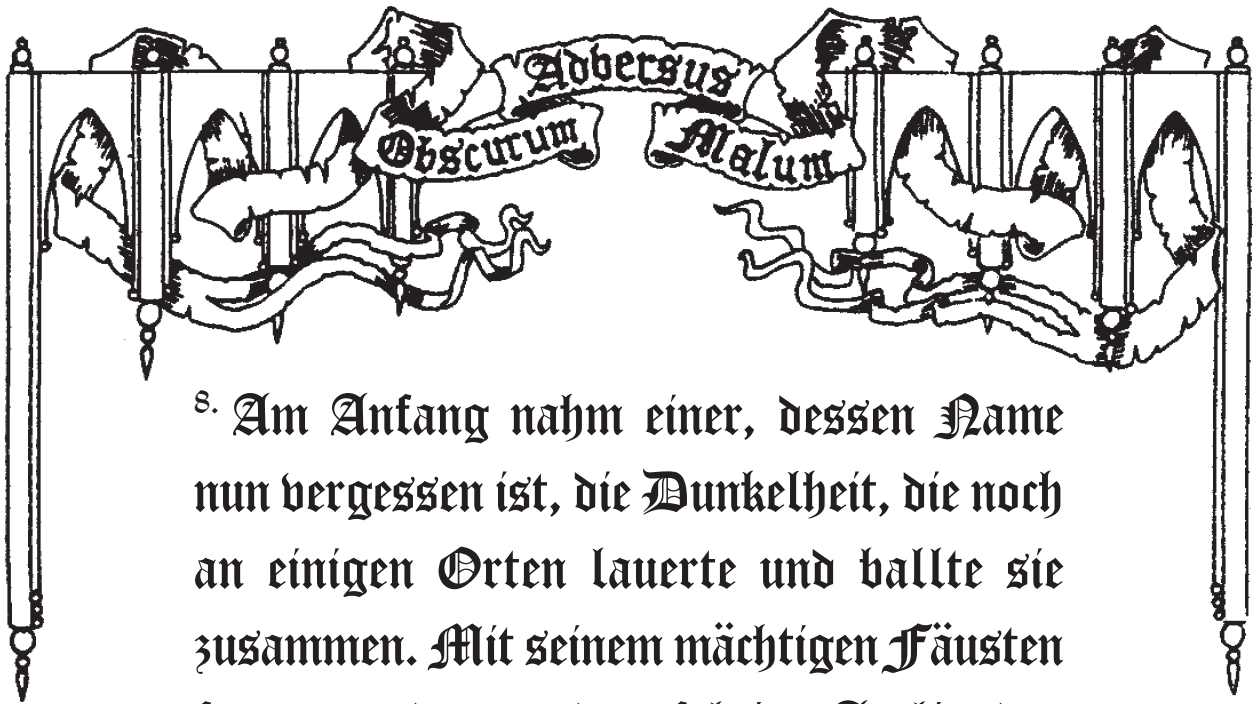 Adversus
Obscurum Malum
8. Am Anfang nahm einer, dessen Name
nun vergessen ist, die Dunkelheit, die noch
an einigen Orten lauerte und ballte sie
zusammen. Mit seinem mächtigen Fäusten